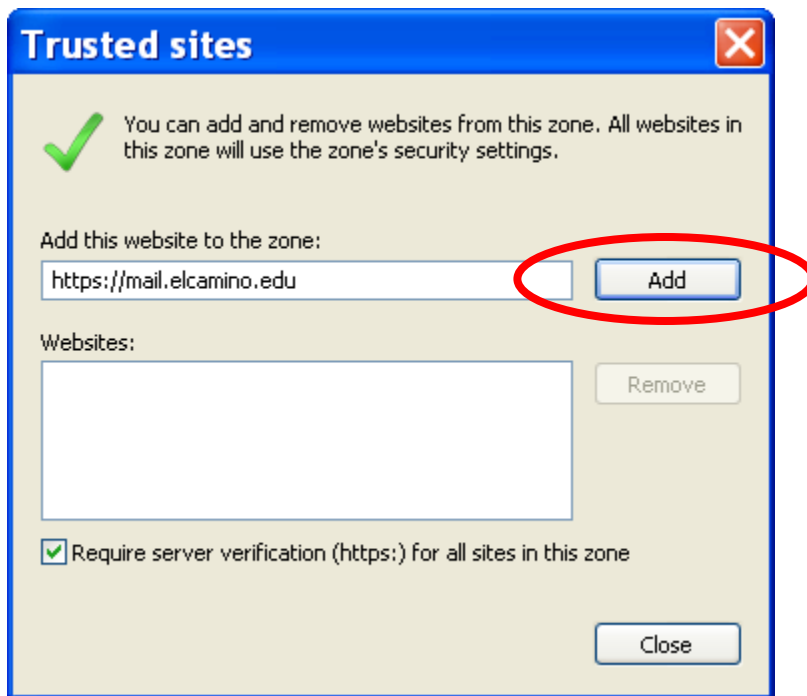 Trusted sites
You can add and remove websites from this zone. All websites in
this zone will use the zone's security settings.
Add this website to the zone:
https://mail.elcamino.edu
Add
Websites:
Remove
Require server verification (https:) for all sites in this zone
Close